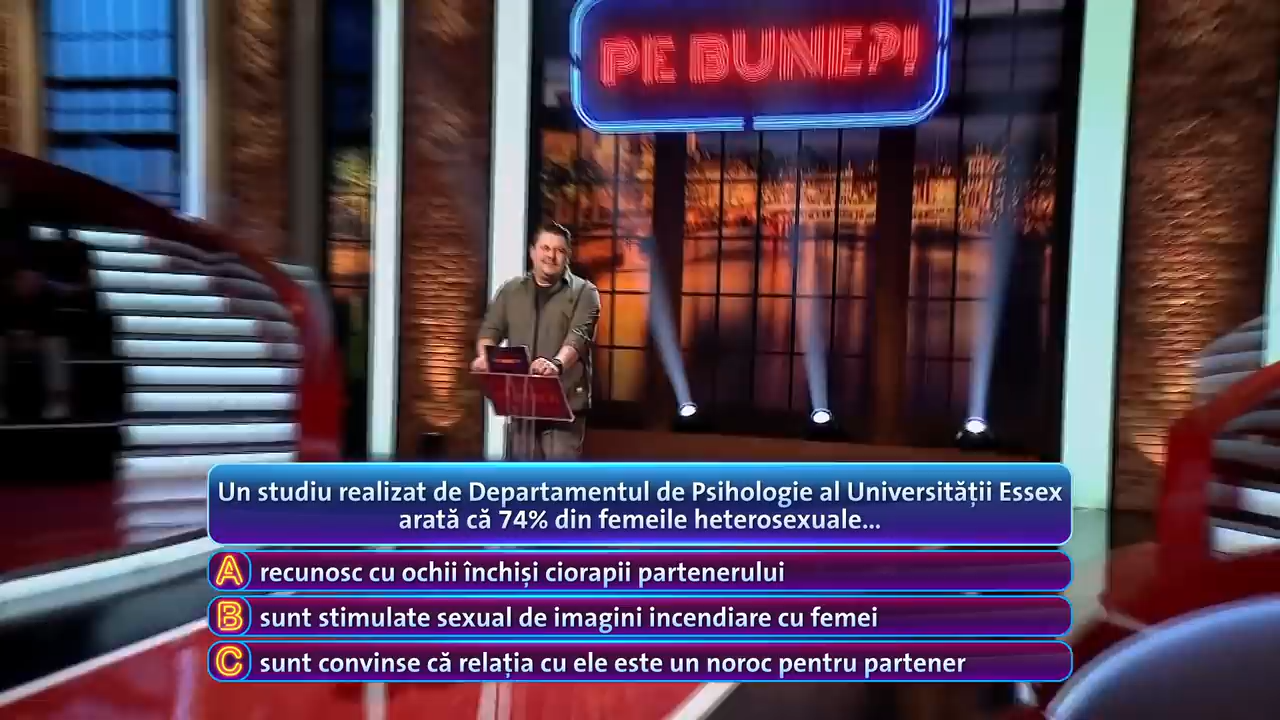 PE BUNE?!
Un studiu realizat de Departamentul de Psihologie al Universității Essex
arată că 74% din femeile heterosexuale...
A recunosc cu ochii închiși ciorapii partenerului
B sunt stimulate sexual de imagini incendiare cu femei
C sunt convinse că relația cu ele este un noroc pentru partener